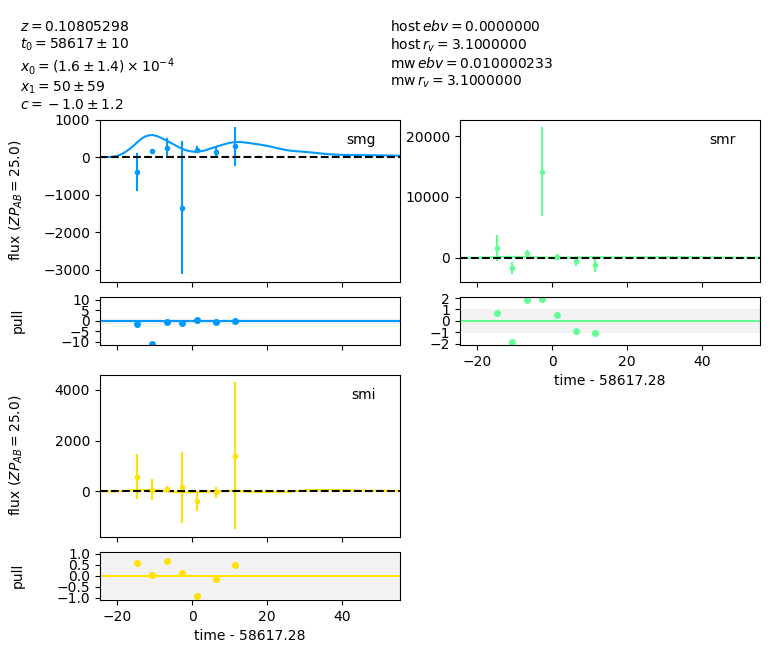 z = 0.10805298
t₀ = 58617 ± 10
x₀ = (1.6 ± 1.4) × 10⁻⁴
x₁ = 50 ± 59
c = − 1.0 ± 1.2
host ebv = 0.0000000
host r_v = 3.1000000
mw ebv = 0.010000233
mw r_v = 3.1000000
flux (ZP_AB = 25.0)
1000
0
−1000
−2000
−3000
smg
20000
10000
0
smr
pull
10
5
0
−5
−10
2
1
0
−1
−2
−20
0
20
40
time - 58617.28
flux (ZP_AB = 25.0)
4000
2000
0
smi
pull
1.0
0.5
0.0
−0.5
−1.0
−20
0
20
40
time - 58617.28